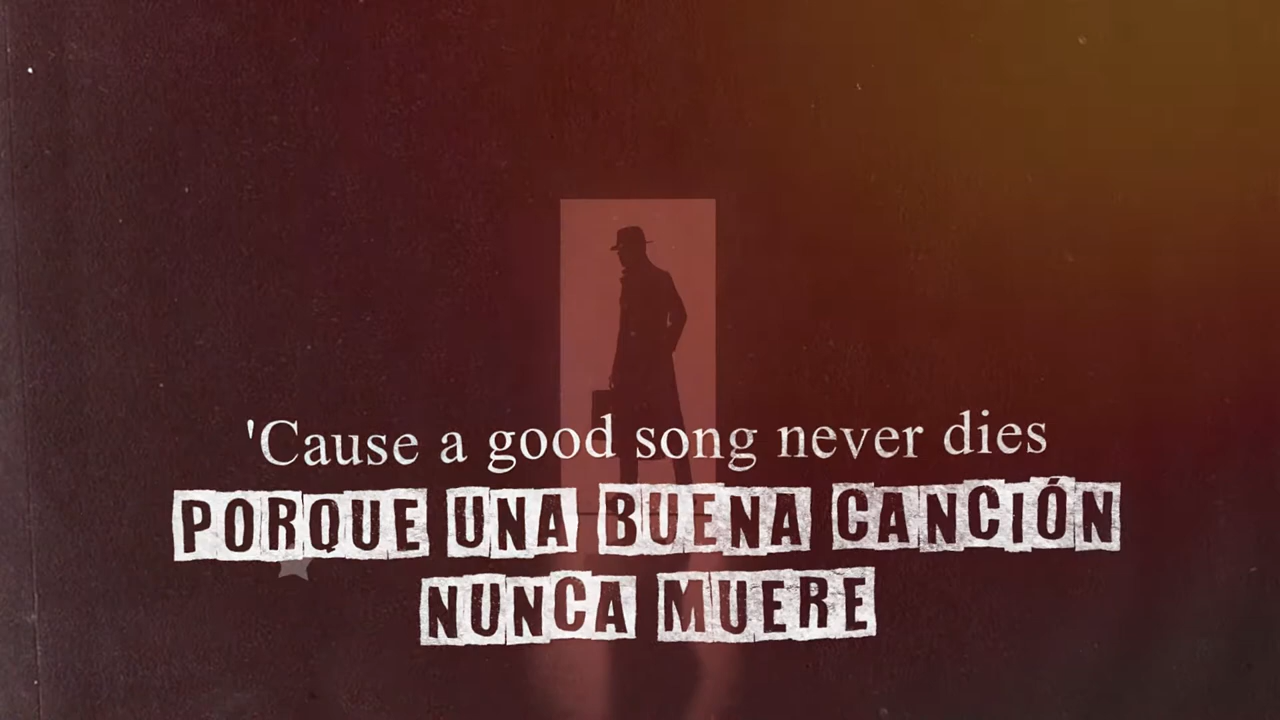 'Cause a good song never dies
PORQUE UNA BUENA CANCIÓN
NUNCA MUERE